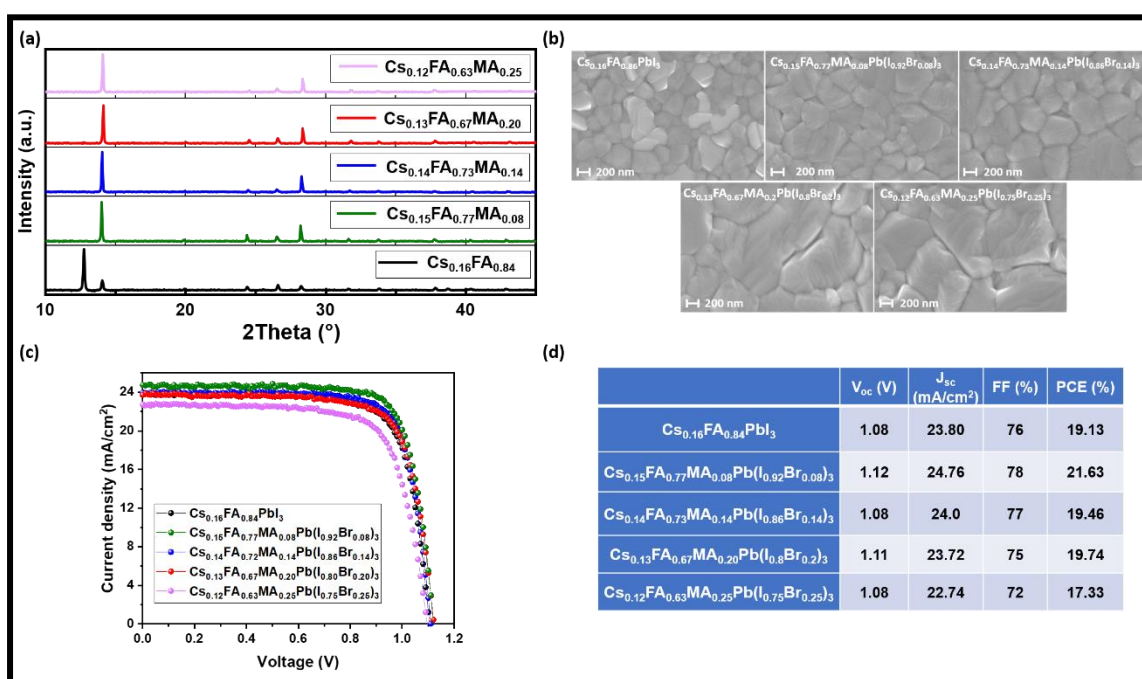 (a)
Cs0.12FA0.63MA0.25
Cs0.13FA0.67MA0.20
Cs0.14FA0.73MA0.14
Cs0.15FA0.77MA0.08
Cs0.16FA0.84
Intensity (a.u.)
10 20 30 40
2Theta (°)
(b)
Cs0.16FA0.86PbI3
200 nm
Cs0.15FA0.77MA0.08Pb(I0.92Br0.08)3
200 nm
Cs0.14FA0.73MA0.14Pb(I0.86Br0.14)3
200 nm
Cs0.13FA0.67MA0.2Pb(I0.8Br0.2)3
200 nm
Cs0.12FA0.63MA0.25Pb(I0.75Br0.25)3
200 nm
(c)
Current density (mA/cm2)
24
20
16
12
8
4
0
Cs0.16FA0.84PbI3
Cs0.15FA0.77MA0.08Pb(I0.92Br0.08)3
Cs0.14FA0.72MA0.14Pb(I0.86Br0.14)3
Cs0.13FA0.67MA0.20Pb(I0.80Br0.20)3
Cs0.12FA0.63MA0.25Pb(I0.75Br0.25)3
0.0 0.2 0.4 0.6 0.8 1.0 1.2
Voltage (V)
(d)
Voc (V) Jsc (mA/cm2) FF (%) PCE (%)
Cs0.16FA0.84PbI3 1.08 23.80 76 19.13
Cs0.15FA0.77MA0.08Pb(I0.92Br0.08)3 1.12 24.76 78 21.63
Cs0.14FA0.73MA0.14Pb(I0.86Br0.14)3 1.08 24.0 77 19.46
Cs0.13FA0.67MA0.20Pb(I0.8Br0.2)3 1.11 23.72 75 19.74
Cs0.12FA0.63MA0.25Pb(I0.75Br0.25)3 1.08 22.74 72 17.33